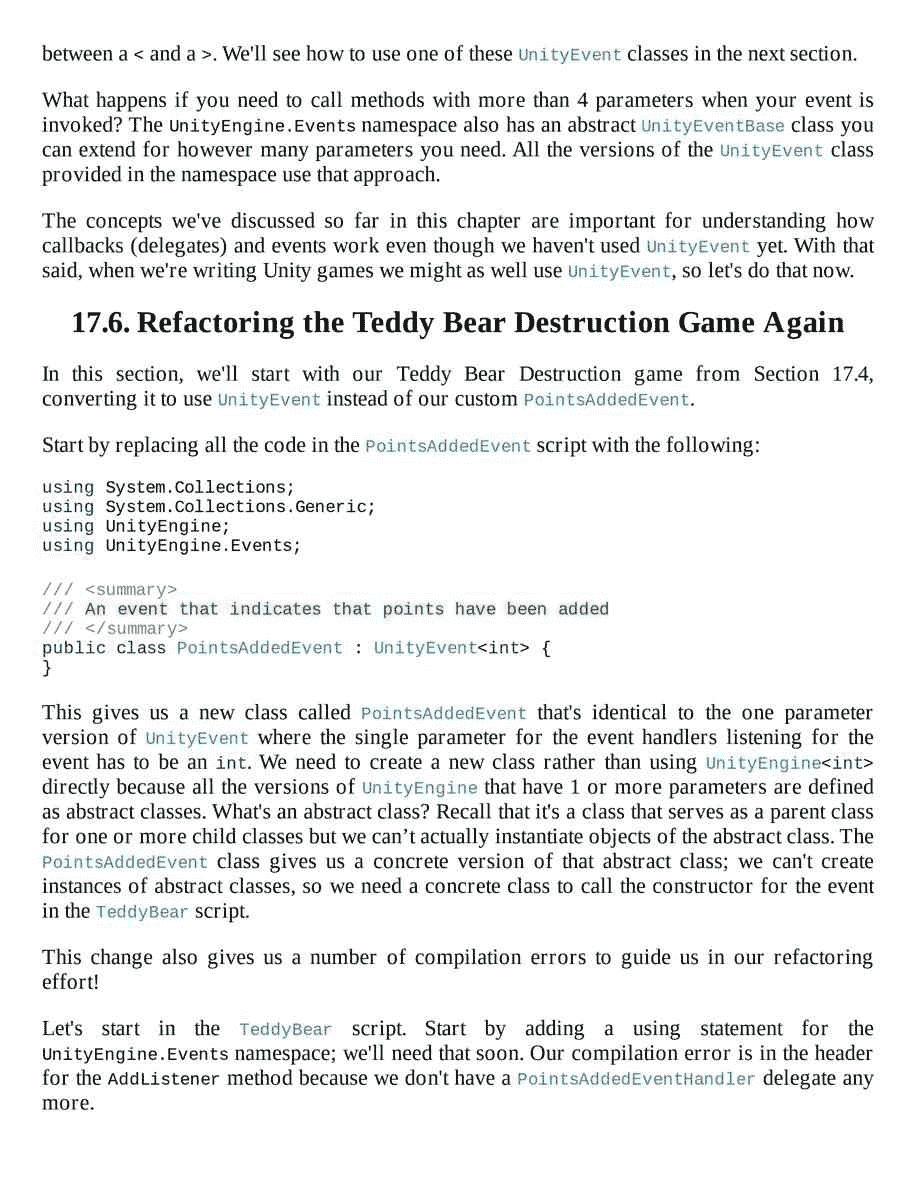 between a < and a >. We'll see how to use one of these UnityEvent classes in the next section.
What happens if you need to call methods with more than 4 parameters when your event is
invoked? The UnityEngine.Events namespace also has an abstract UnityEventBase class you
can extend for however many parameters you need. All the versions of the UnityEvent class
provided in the namespace use that approach.
The concepts we've discussed so far in this chapter are important for understanding how
callbacks (delegates) and events work even though we haven't used UnityEvent yet. With that
said, when we're writing Unity games we might as well use UnityEvent, so let's do that now.
17.6. Refactoring the Teddy Bear Destruction Game Again
In this section, we'll start with our Teddy Bear Destruction game from Section 17.4,
converting it to use UnityEvent instead of our custom PointsAddedEvent.
Start by replacing all the code in the PointsAddedEvent script with the following:
using System.Collections;
using System.Collections.Generic;
using UnityEngine;
using UnityEngine.Events;
/// <summary>
/// An event that indicates that points have been added
/// </summary>
public class PointsAddedEvent : UnityEvent<int> {
}
This gives us a new class called PointsAddedEvent that's identical to the one parameter
version of UnityEvent where the single parameter for the event handlers listening for the
event has to be an int. We need to create a new class rather than using UnityEngine<int>
directly because all the versions of UnityEngine that have 1 or more parameters are defined
as abstract classes. What's an abstract class? Recall that it's a class that serves as a parent class
for one or more child classes but we can’t actually instantiate objects of the abstract class. The
PointsAddedEvent class gives us a concrete version of that abstract class; we can't create
instances of abstract classes, so we need a concrete class to call the constructor for the event
in the TeddyBear script.
This change also gives us a number of compilation errors to guide us in our refactoring
effort!
Let's start in the TeddyBear script. Start by adding a using statement for the
UnityEngine.Events namespace; we'll need that soon. Our compilation error is in the header
for the AddListener method because we don't have a PointsAddedEventHandler delegate any
more.